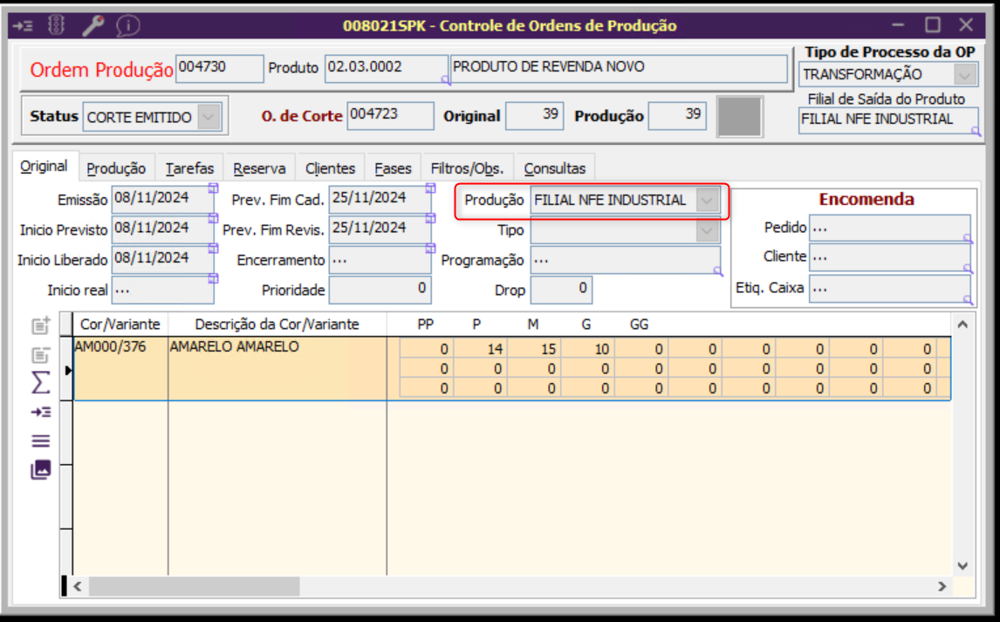 008021SPK - Controle de Ordens de Produção
Ordem Produção 004730 Produto 02.03.0002 PRODUTO DE REVENDA NOVO
Tipo de Processo da OP
TRANSFORMAÇÃO
Filial de Saída do Produto
FILIAL NFE INDUSTRIAL
Status CORTE EMITIDO O. de Corte 004723 Original 39 Produção 39
Original Produção Tarefas Reserva Clientes Fases Filtros/Obs. Consultas
Emissão 08/11/2024 Prev. Fim Cad. 25/11/2024 Produção FILIAL NFE INDUSTRIAL
Inicio Previsto 08/11/2024 Prev. Fim Revis. 25/11/2024 Tipo
Inicio Liberado 08/11/2024 Encerramento ... Programação ...
Inicio real ... Prioridade 0 Drop 0
Encomenda
Pedido ...
Cliente ...
Etiq. Caixa ...
Cor/Variante Descrição da Cor/Variante PP P M G GG
AM000/376 AMARELO AMARELO 0 14 15 10 0 0 0 0 0 0
0 0 0 0 0 0 0 0 0 0
0 0 0 0 0 0 0 0 0 0